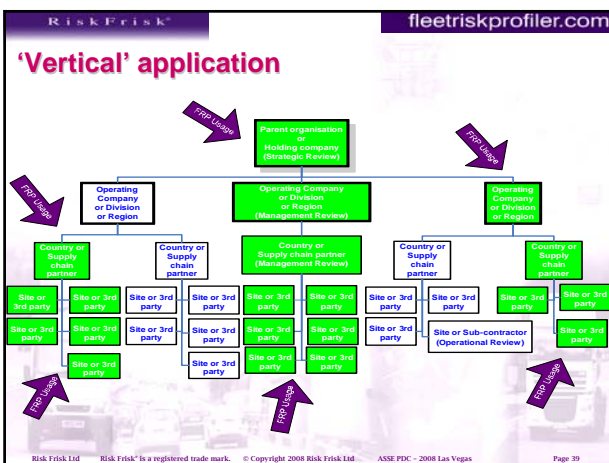 RiskFrisk®
fleetriskprofiler.com
'Vertical' application
FRP Usage
Parent organisation
or
Holding company
(Strategic Review)
FRP Usage
FRP Usage
Operating
Company
or Division
or Region
Operating Company
or Division
or Region
(Management Review)
Operating
Company
or Division
or Region
Country or
Supply
chain
partner
Country or
Supply
chain
partner
Country or
Supply chain partner
(Management Review)
Country or
Supply
chain
partner
Country or
Supply
chain
partner
Site or
3rd party
Site or 3rd
party
Site or 3rd
party
Site or 3rd
party
Site or 3rd
party
Site or 3rd
party
Site or 3rd
party
Site or 3rd
party
Site or 3rd
party
Site or 3rd
party
Site or 3rd
party
Site or 3rd
party
Site or 3rd
party
Site or 3rd
party
Site or 3rd
party
Site or 3rd
party
Site or Sub-contractor
(Operational Review)
Site or 3rd
party
Site or 3rd
party
Site or 3rd
party
Site or 3rd
party
Site or 3rd
party
Site or 3rd
party
FRP Usage
FRP Usage
FRP Usage
Risk Frisk Ltd Risk Frisk® is a registered trade mark. © Copyright 2008 Risk Frisk Ltd ASSE PDC – 2008 Las Vegas Page 39